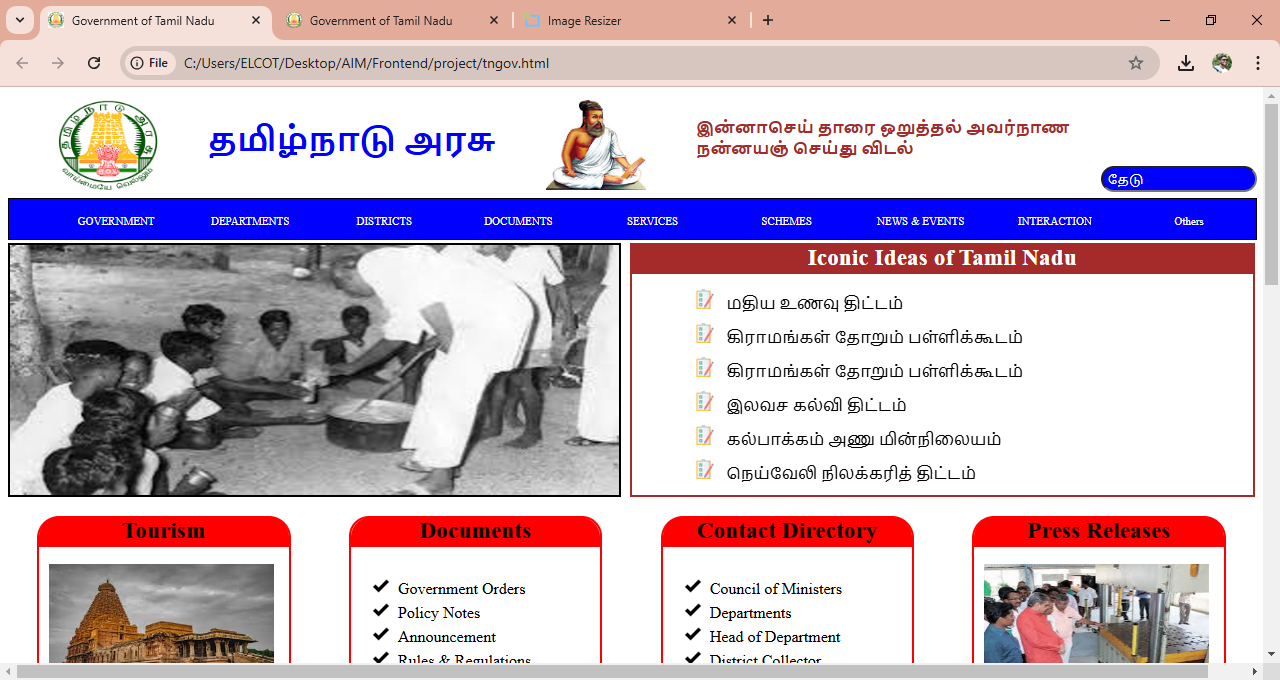 Government of Tamil Nadu
Government of Tamil Nadu
Image Resizer
File
C:/Users/ELCOT/Desktop/AIM/Frontend/project/tngov.html
தமிழ்நாடு அரசு
இன்னாசெய் தாரை ஒறுத்தல் அவர்நாண
நன்னயஞ் செய்து விடல்
தேடு
GOVERNMENT DEPARTMENTS DISTRICTS DOCUMENTS SERVICES SCHEMES NEWS & EVENTS INTERACTION Others
Iconic Ideas of Tamil Nadu
மதிய உணவு திட்டம்
கிராமங்கள் தோறும் பள்ளிக்கூடம்
கிராமங்கள் தோறும் பள்ளிக்கூடம்
இலவச கல்வி திட்டம்
கல்பாக்கம் அணு மின்நிலையம்
நெய்வேலி நிலக்கரித் திட்டம்
Tourism
Documents
Government Orders
Policy Notes
Announcement
Rules & Regulations
Contact Directory
Council of Ministers
Departments
Head of Department
District Collector
Press Releases